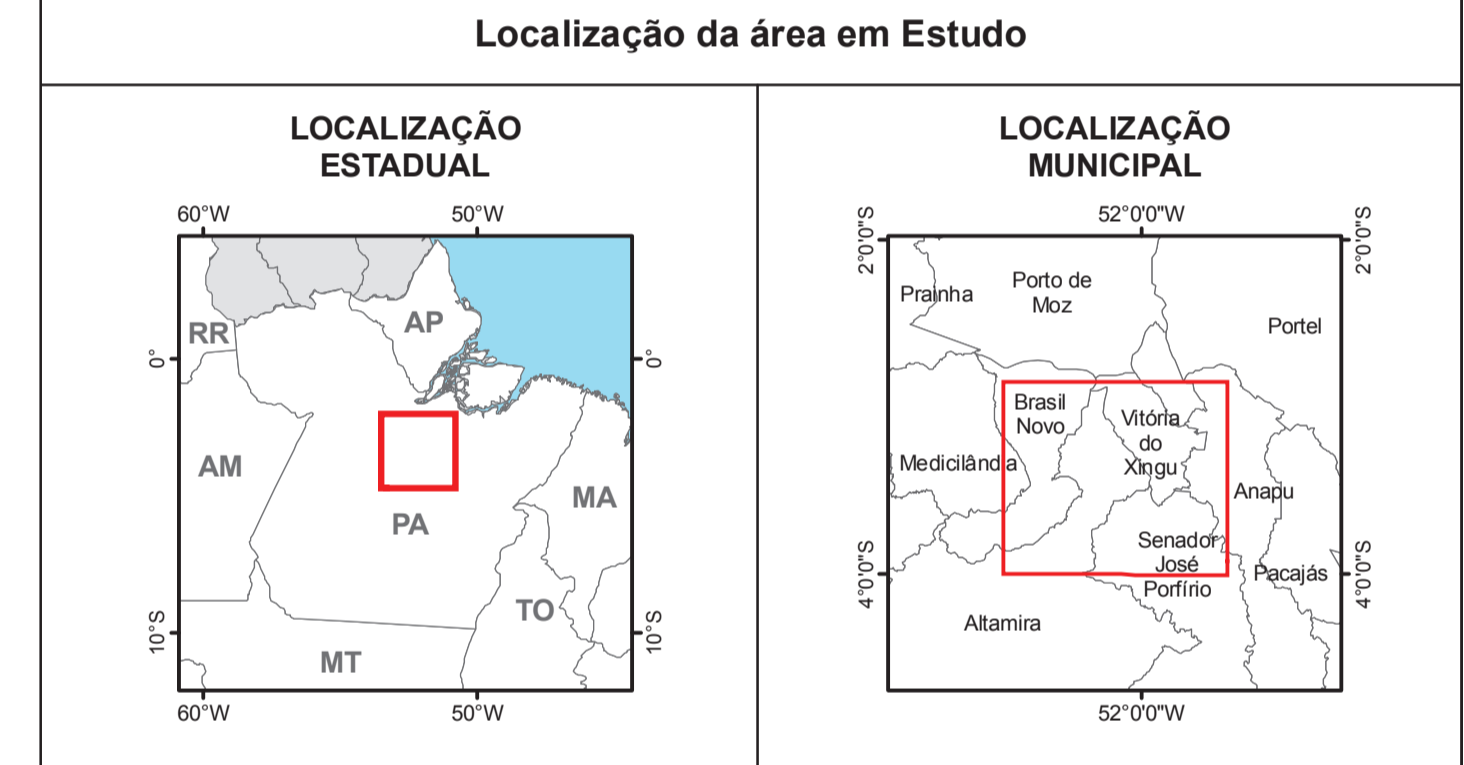 Localização da área em Estudo
LOCALIZAÇÃO
ESTADUAL
60°W
50°W
0°
0°
10°S
10°S
RR
AP
AM
PA
MA
TO
MT
60°W
50°W
LOCALIZAÇÃO
MUNICIPAL
52°0'0"W
2°0'0"S
2°0'0"S
Prainha
Porto de
Moz
Portel
Brasil
Novo
Vitória
do
Xingu
Medicilândia
Anapu
Senador
José
Porfírio
Pacajás
Altamira
4°0'0"S
4°0'0"S
52°0'0"W